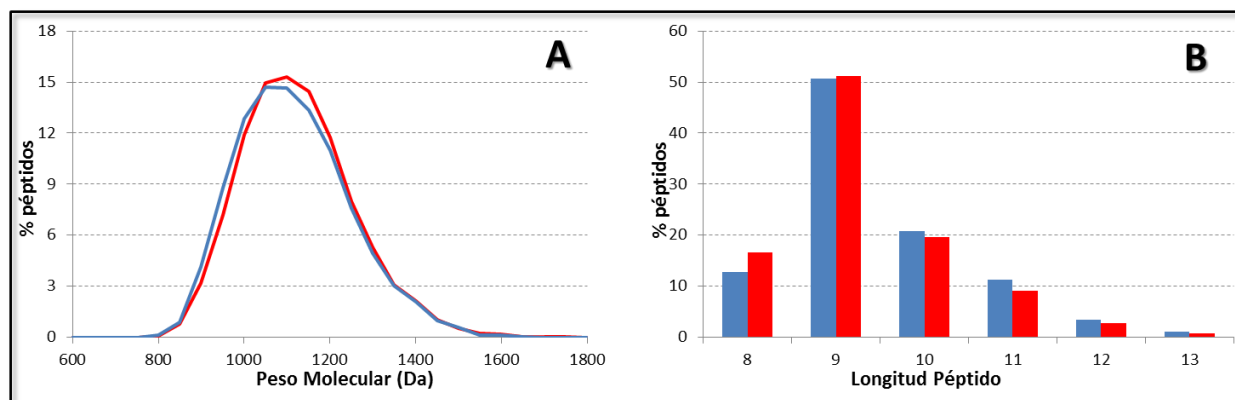 A
% péptidos
18
15
12
9
6
3
0
600 800 1000 1200 1400 1600 1800
Peso Molecular (Da)
B
% péptidos
60
50
40
30
20
10
0
8 9 10 11 12 13
Longitud Péptido